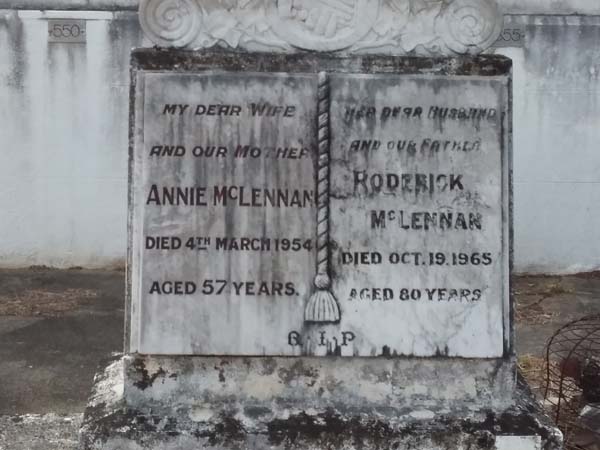 550
55
MY DEAR WIFE
AND OUR MOTHER
ANNIE McLENNAN
DIED 4TH MARCH 1954
AGED 57 YEARS.
HER DEAR HUSBAND
AND OUR FATHER
RODERICK
McLENNAN
DIED OCT. 19. 1965
AGED 80 YEARS
R I P